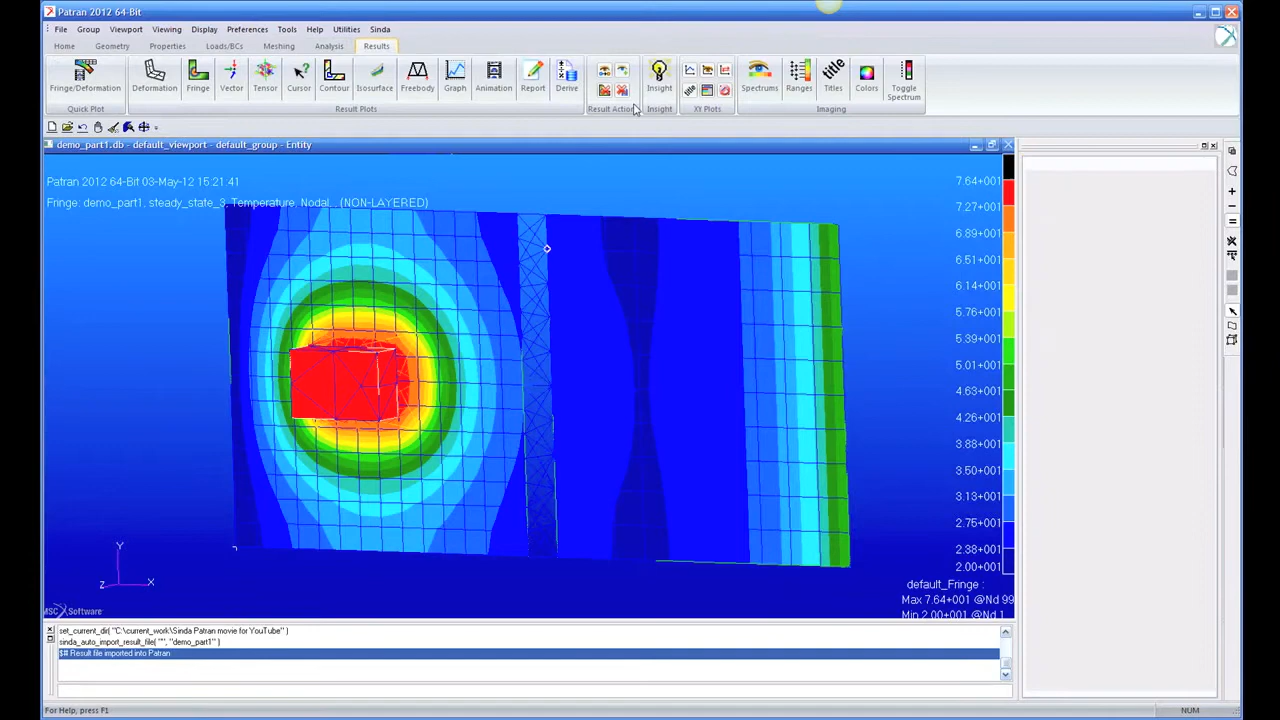 Patran 2012 64-Bit
File Group Viewport Viewing Display Preferences Tools Insert Help Utilities Sinda
Home Geometry Properties Loads/BCs Meshing Analysis Results
Fringe/Deformation Deformation Fringe Vector Tensor Cursor Contour Isosurface Freebody Graph Animation Report Derive Insight Spectrums Ranges Titles Colors Toggle Spectrum
Quick Plot Result Plots Result Action Insight XY Plots Imaging
demo_part1.db - default_viewport - default_group - Entity
Patran 2012 64-Bit 03-May-12 15:21:41
Fringe: demo_part1, steady_state_3, Temperature, Nodal, (NON-LAYERED)
7.64+001
7.27+001
6.89+001
6.51+001
6.14+001
5.76+001
5.39+001
5.01+001
4.63+001
4.26+001
3.88+001
3.50+001
3.13+001
2.75+001
2.38+001
2.00+001
default_Fringe :
Max 7.64+001 @Nd 99
Min 2.00+001 @Nd 1
Y
Z X
MSC Software
set_current_dir( "C:\current_work\Sinda Patran movie for YouTube" )
sinda_auto_import_result_file( "", "demo_part1" )
$# Result file imported into Patran
For Help, press F1
NUM